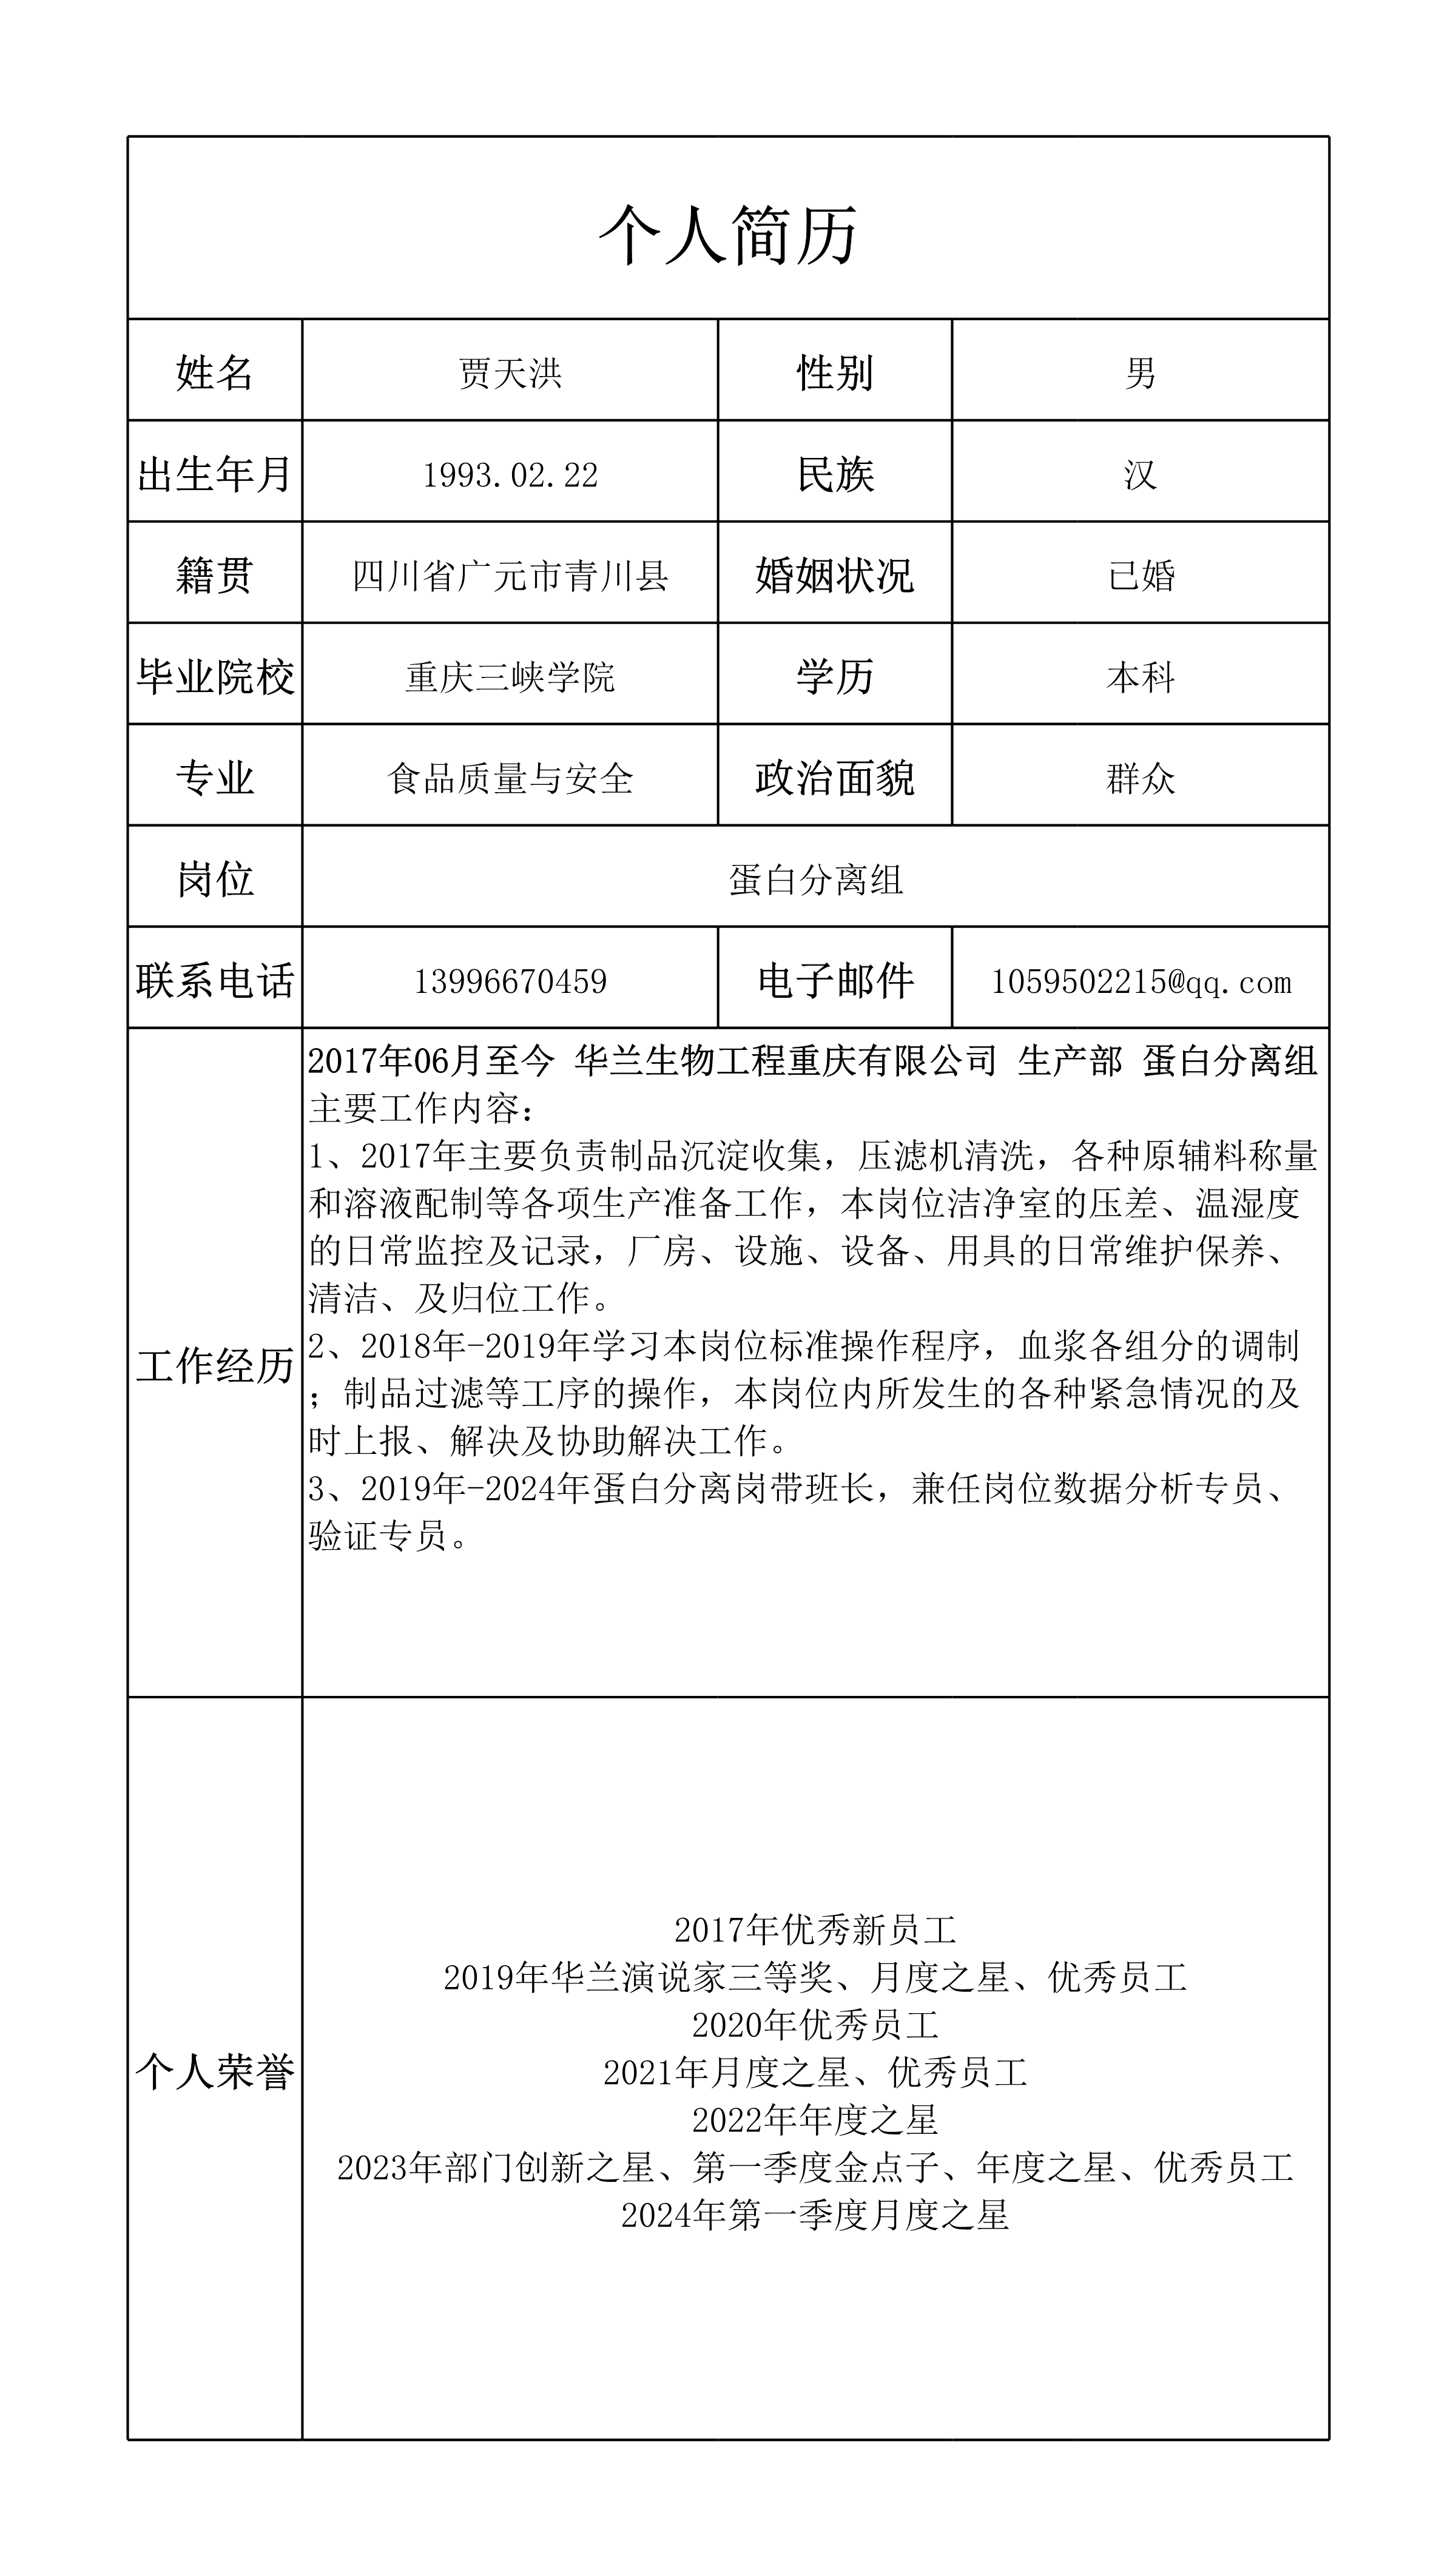 个人简历
姓名 贾天洪 性别 男
出生年月 1993.02.22 民族 汉
籍贯 四川省广元市青川县 婚姻状况 已婚
毕业院校 重庆三峡学院 学历 本科
专业 食品质量与安全 政治面貌 群众
岗位 蛋白分离组
联系电话 13996670459 电子邮件 1059502215@qq.com
工作经历
2017年06月至今 华兰生物工程重庆有限公司 生产部 蛋白分离组
主要工作内容：
1、2017年主要负责制品沉淀收集，压滤机清洗，各种原辅料称量
和溶液配制等各项生产准备工作，本岗位洁净室的压差、温湿度
的日常监控及记录，厂房、设施、设备、用具的日常维护保养、
清洁、及归位工作。
2、2018年-2019年学习本岗位标准操作程序，血浆各组分的调制
；制品过滤等工序的操作，本岗位内所发生的各种紧急情况的及
时上报、解决及协助解决工作。
3、2019年-2024年蛋白分离岗带班长，兼任岗位数据分析专员、
验证专员。
个人荣誉
2017年优秀新员工
2019年华兰演说家三等奖、月度之星、优秀员工
2020年优秀员工
2021年月度之星、优秀员工
2022年年度之星
2023年部门创新之星、第一季度金点子、年度之星、优秀员工
2024年第一季度月度之星